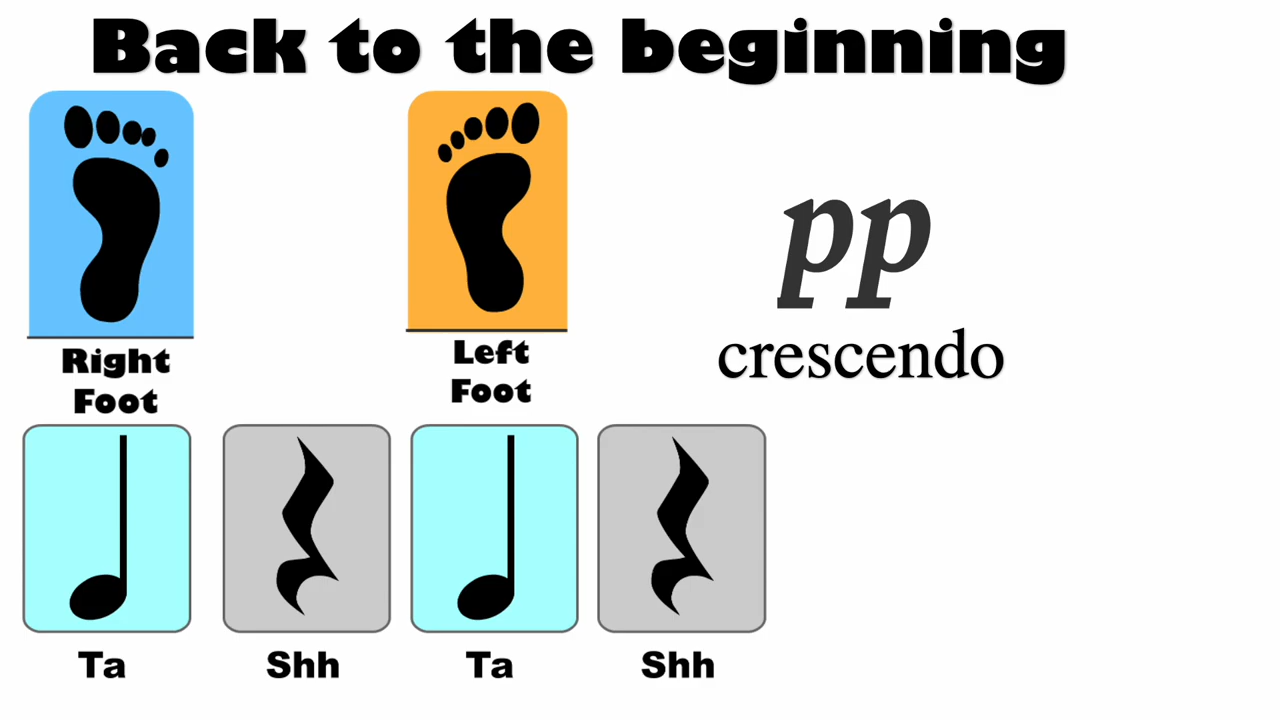 Back to the beginning
Right
Foot
Left
Foot
pp
crescendo
Ta
Shh
Ta
Shh